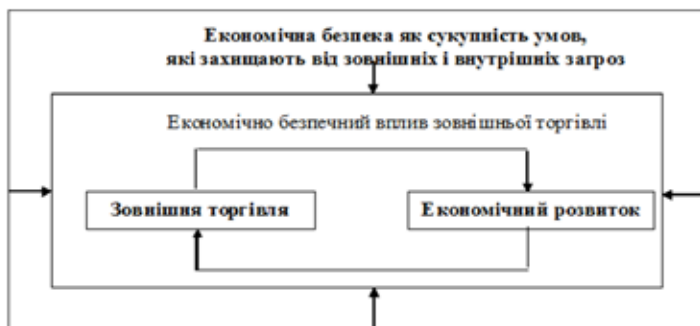 Економічна безпека як сукупність умов,
які захищають від зовнішніх і внутрішніх загроз
Економічно безпечний вплив зовнішньої торгівлі
Зовнішня торгівля
Економічний розвиток